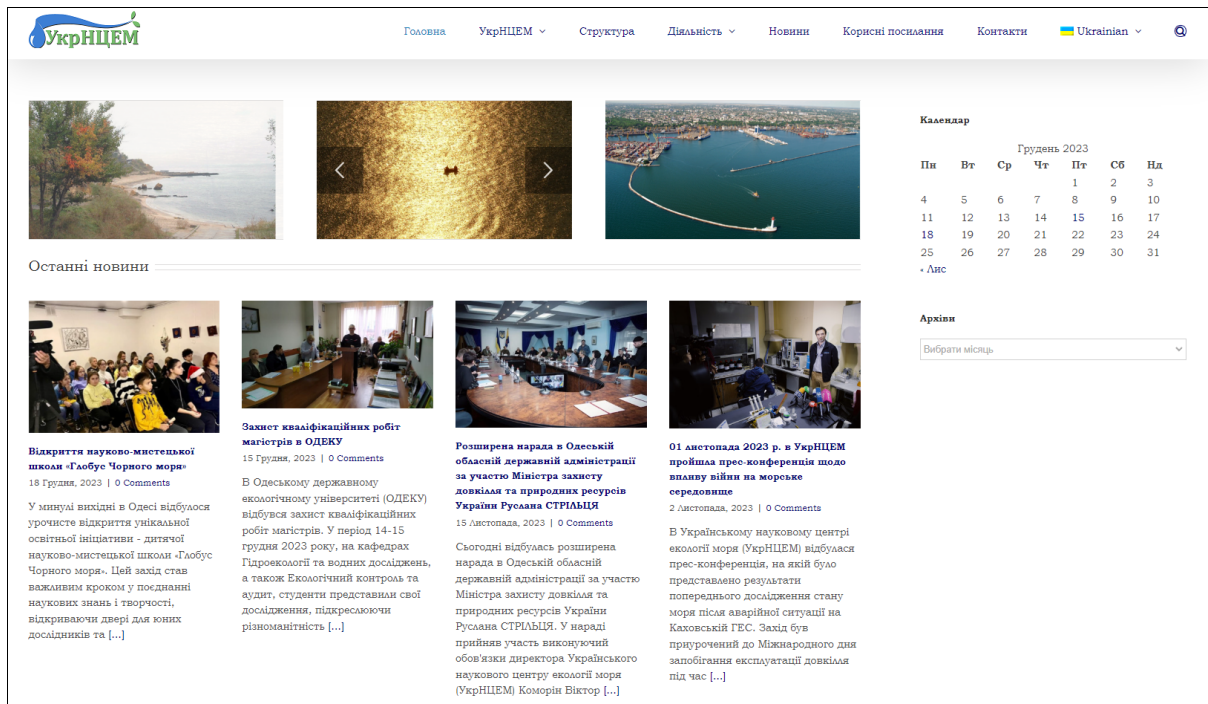 УкрНЦЕМ
Головна УкрНЦЕМ Структура Діяльність Новини Корисні посилання Контакти Ukrainian
Календар
Грудень 2023
Пн Вт Ср Чт Пт Сб Нд
1 2 3
4 5 6 7 8 9 10
11 12 13 14 15 16 17
18 19 20 21 22 23 24
25 26 27 28 29 30 31
« Лис
Архіви
Вибрати місяць
Останні новини
Відкриття науково-мистецької
школи «Глобус Чорного моря»
18 Грудня, 2023 | 0 Comments
У минулі вихідні в Одесі відбулося
урочисте відкриття унікальної
освітньої ініціативи - дитячої
науково-мистецької школи «Глобус
Чорного моря». Цей захід став
важливим кроком у поєднанні
наукових знань і творчості,
відкриваючи двері для юних
дослідників та [...]
Захист кваліфікаційних робіт
магістрів в ОДЕКУ
15 Грудня, 2023 | 0 Comments
В Одеському державному
екологічному університеті (ОДЕКУ)
відбувся захист кваліфікаційних
робіт магістрів. У період 14-15
грудня 2023 року, на кафедрах
Гідроекології та водних досліджень,
а також Екологічний контроль та
аудит, студенти представили свої
дослідження, підкреслюючи
різноманітність [...]
Розширена нарада в Одеській
обласній державній адміністрації
за участю Міністра захисту
довкілля та природних ресурсів
України Руслана СТРІЛЬЦЯ
15 Листопада, 2023 | 0 Comments
Сьогодні відбулась розширена
нарада в Одеській обласній
державній адміністрації за участю
Міністра захисту довкілля та
природних ресурсів України
Руслана СТРІЛЬЦЯ. У нараді
прийняв участь виконуючий
обов'язки директора Українського
наукового центру екології моря
(УкрНЦЕМ) Коморін Віктор [...]
01 листопада 2023 р. в УкрНЦЕМ
пройшла прес-конференція щодо
впливу війни на морське
середовище
2 Листопада, 2023 | 0 Comments
В Українському науковому центрі
екології моря (УкрНЦЕМ) відбулася
прес-конференція, на якій було
представлено результати
попереднього дослідження стану
моря після аварійної ситуації на
Каховській ГЕС. Захід був
приурочений до Міжнародного дня
запобігання експлуатації довкілля
під час [...]